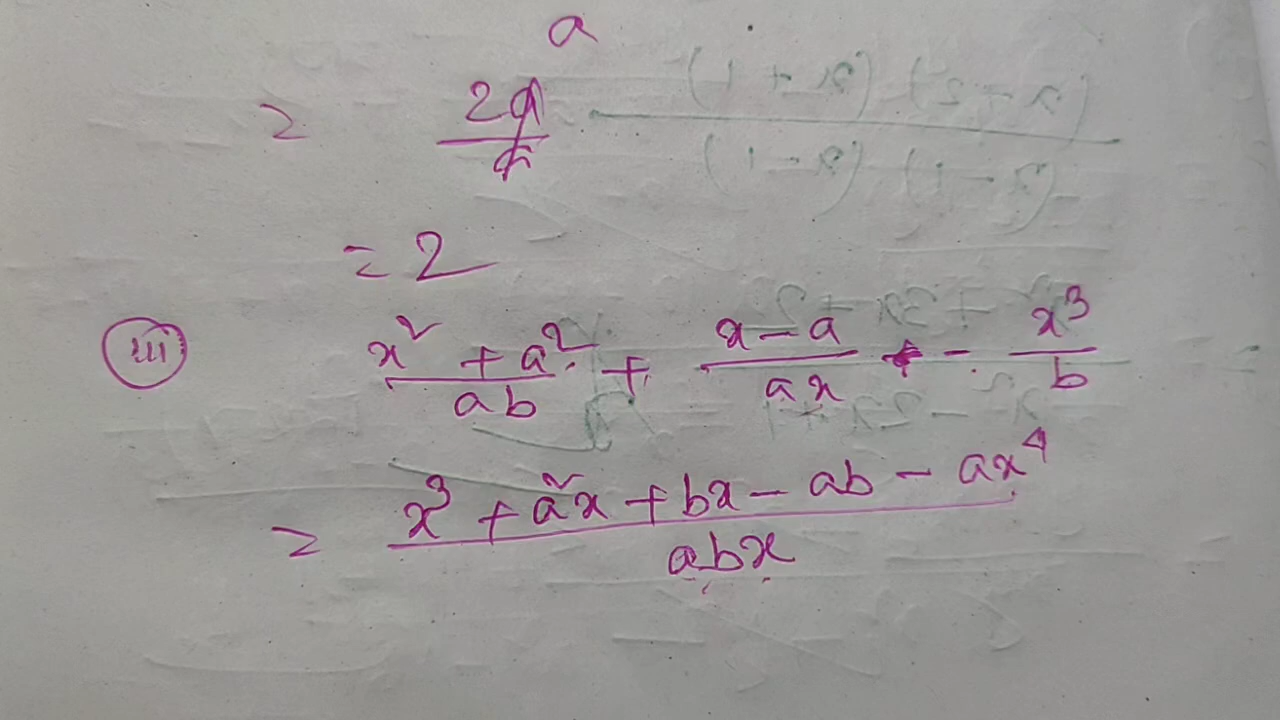 a
= 2a/a
= 2
(iii) x² + a²/ab + x - a/ax - x³/b
= x³ + a²x + bx - ab - ax⁴/abx